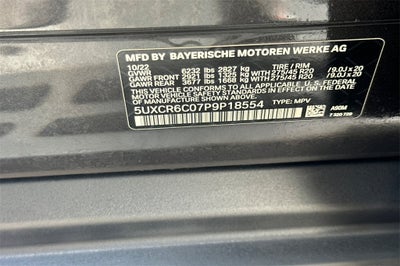 MFD BY BAYERISCHE MOTOREN WERKE AG
10/22 TIRE / RIM
GVWR 6232 lbs 2827 kg
GAWR FRONT 2921 lbs 1325 kg WITH 275/45 R20 /9.0J x 20
GAWR REAR 3677 lbs 1668 kg WITH 275/45 R20 /9.0J x 20
THIS VEHICLE CONFORMS TO ALL APPLICABLE U.S. FEDERAL MOTOR
VEHICLE SAFETY STANDARDS IN EFFECT ON THE DATE OF
MANUFACTURE SHOWN ABOVE.
5UXCR6C07P9P18554 TYPE: MPV
A90M